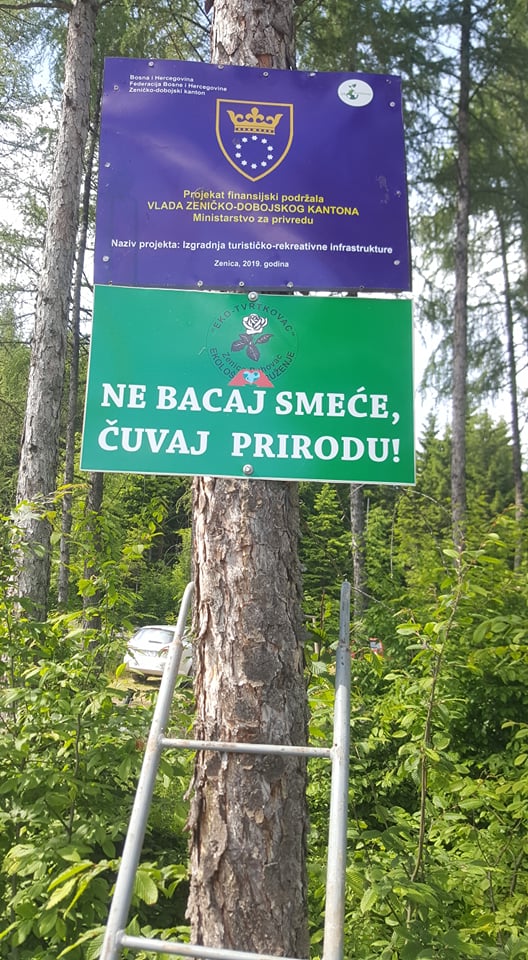 Bosna i Hercegovina
Federacija Bosne i Hercegovine
Zeničko-dobojski kanton
Projekat finansijski podržala
VLADA ZENIČKO-DOBOJSKOG KANTONA
Ministarstvo za privredu
Naziv projekta: Izgradnja turističko-rekreativne infrastrukture
Zenica, 2019. godina
"EKO-TVRTKOVAC"
Zenica
NE BACAJ SMEĆE,
ČUVAJ PRIRODU!